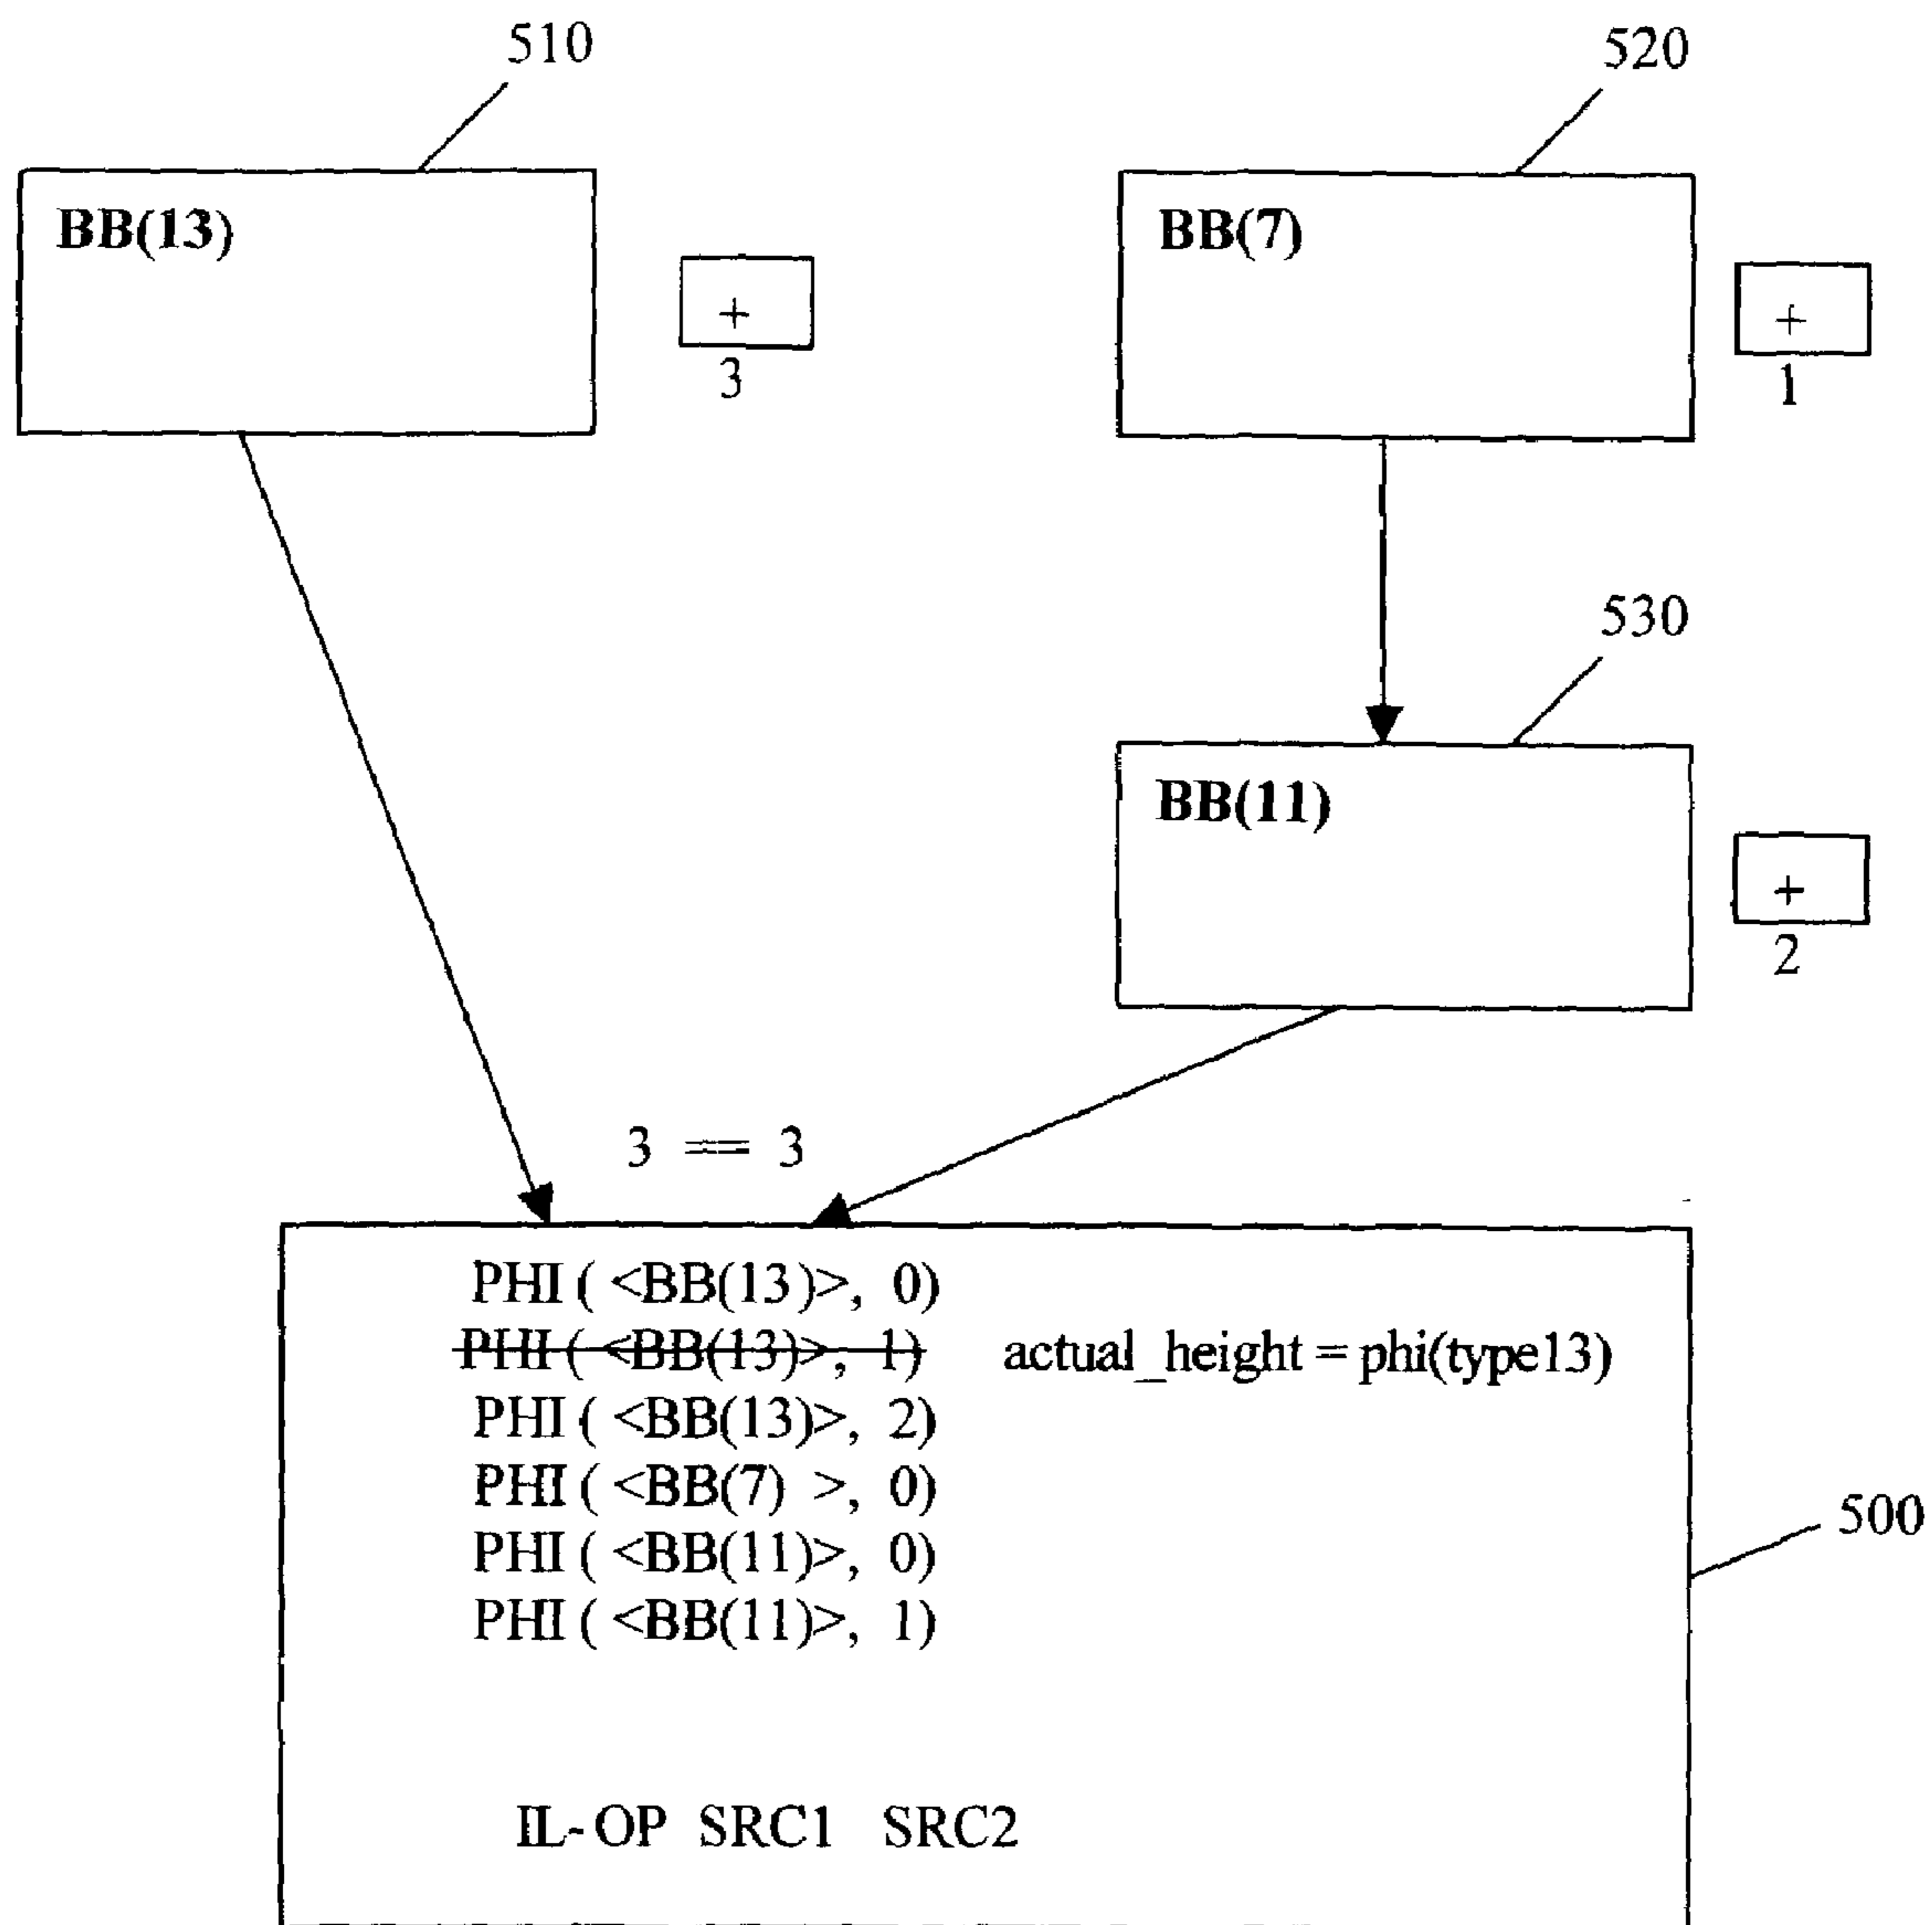 510
520
BB(13)
BB(7)
+
3
+
1
530
BB(11)
+
2
3 == 3
PHI ( <BB(13)>, 0)
PHI ( <BB(13)>, 1) actual_height = phi(type13)
PHI ( <BB(13)>, 2)
PHI ( <BB(7) >, 0)
500
PHI ( <BB(11)>, 0)
PHI ( <BB(11)>, 1)
IL-OP SRC1 SRC2